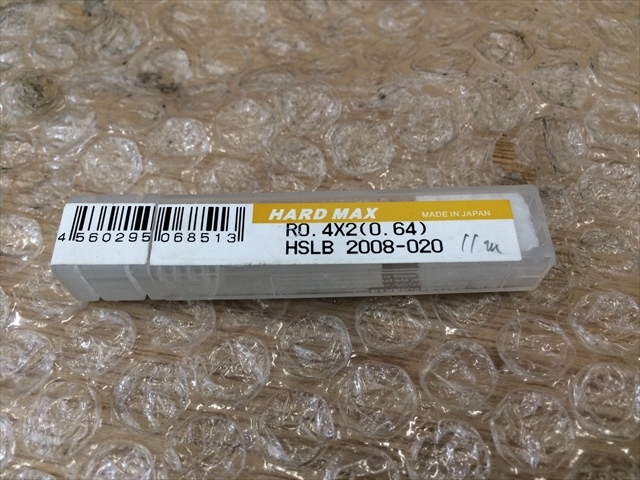 HARD MAX MADE IN JAPAN
R0.4X2(0.64)
HSLB 2008-020
4560295068513